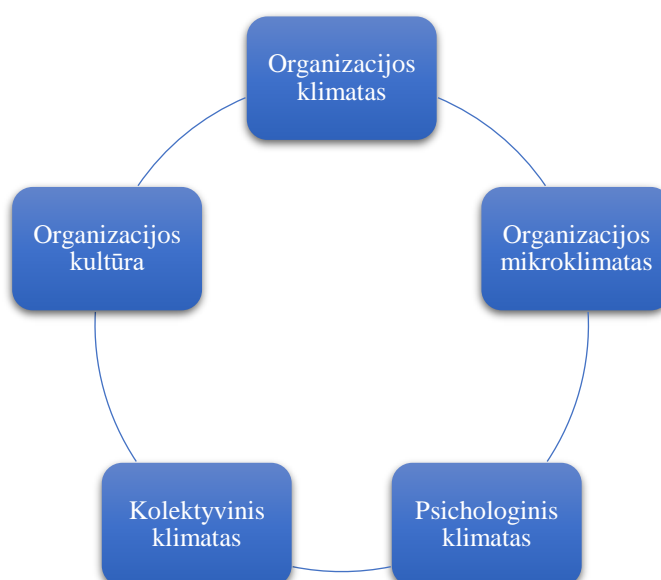 Organizacijos
klimatas
Organizacijos
mikroklimatas
Psichologinis
klimatas
Kolektyvinis
klimatas
Organizacijos
kultūra